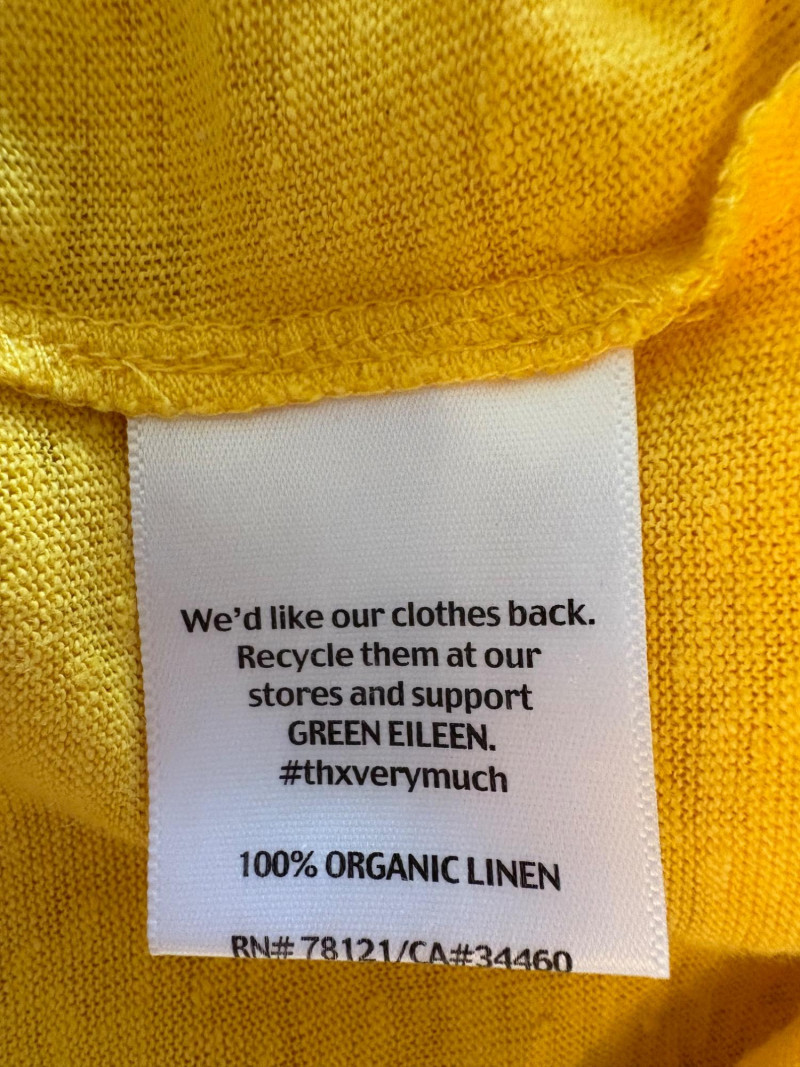 We'd like our clothes back.
Recycle them at our
stores and support
GREEN EILEEN.
#thxverymuch
100% ORGANIC LINEN
RN# 78121/CA#34460